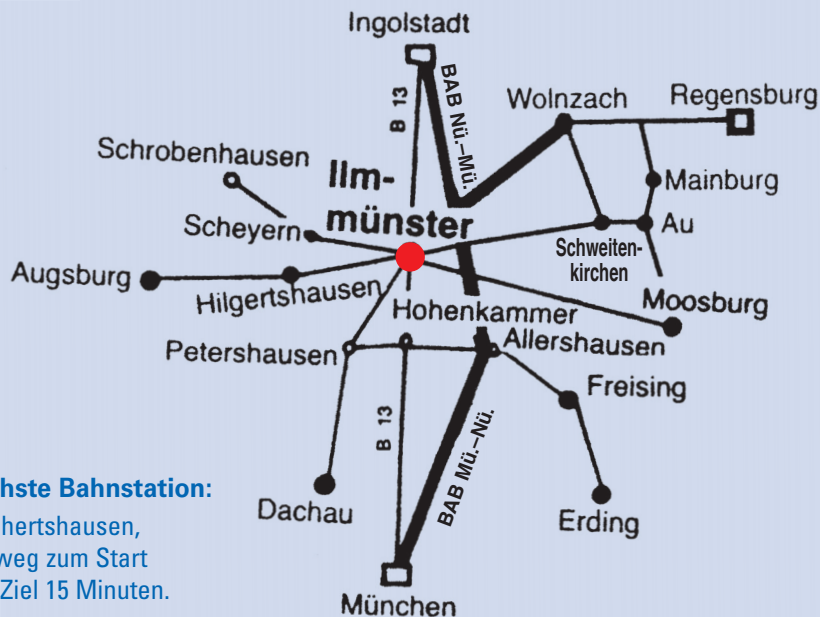 Ingolstadt
BAB Nü.–Mü.
B 13
Wolnzach
Regensburg
Schrobenhausen
Ilm-
münster
Mainburg
Scheyern
Au
Schweiten-
kirchen
Augsburg
Hilgertshausen
Moosburg
Hohenkammer
Allershausen
Petershausen
Freising
B 13
BAB Mü.–Nü.
chste Bahnstation:
hertshausen,
weg zum Start
Ziel 15 Minuten.
Dachau
Erding
München